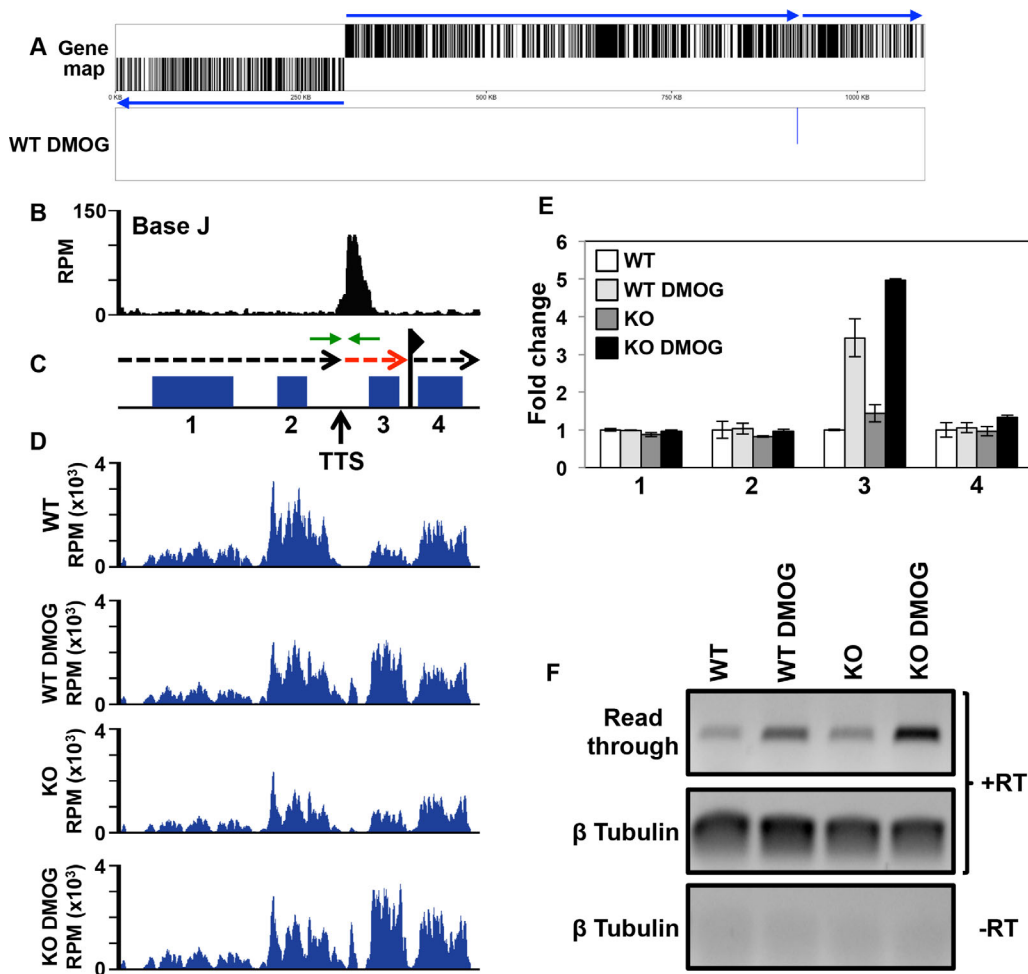 A
Gene
map
0 KB
250 KB
500 KB
750 KB
1000 KB
WT DMOG
B
150
0
RPM
Base J
C
1
2
3
4
TTS
D
4
0
WT
RPM (x10³)
4
0
WT DMOG
RPM (x10³)
4
0
KO
RPM (x10³)
4
0
KO DMOG
RPM (x10³)
E
6
5
4
3
2
1
0
Fold change
WT
WT DMOG
KO
KO DMOG
1
2
3
4
F
WT
WT DMOG
KO
KO DMOG
Read
through
β Tubulin
+RT
β Tubulin
-RT